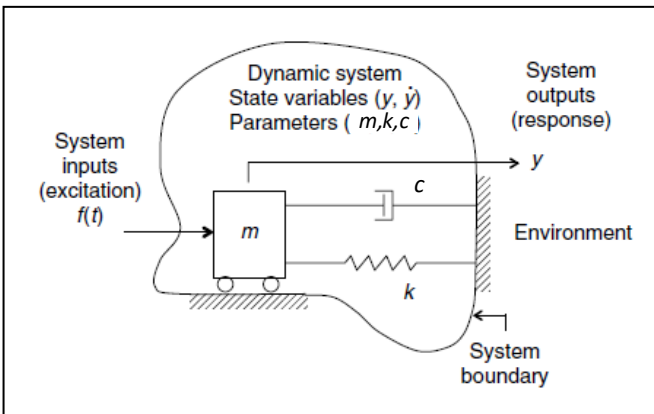 Dynamic system
State variables (y, ẏ)
Parameters ( m,k,c )
System
outputs
(response)
System
inputs
(excitation)
f(t)
y
c
m
Environment
k
System
boundary